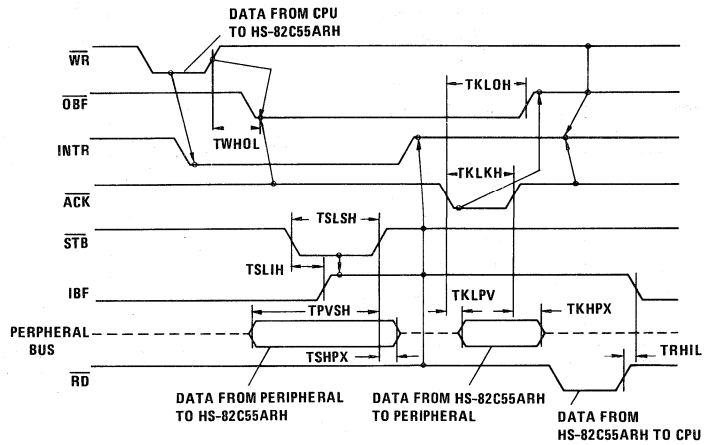 DATA FROM CPU
TO HS-82C55ARH
WR
OBF
TKLOH
TWHOL
INTR
TKLKH
ACK
TSLSH
STB
TSLIH
IBF
TPVSH
TKLPV
TKHPX
PERPHERAL
BUS
TSHPX
TRHIL
RD
DATA FROM PERIPHERAL
TO HS-82C55ARH
DATA FROM HS-82C55ARH
TO PERIPHERAL
DATA FROM
HS-82C55ARH TO CPU